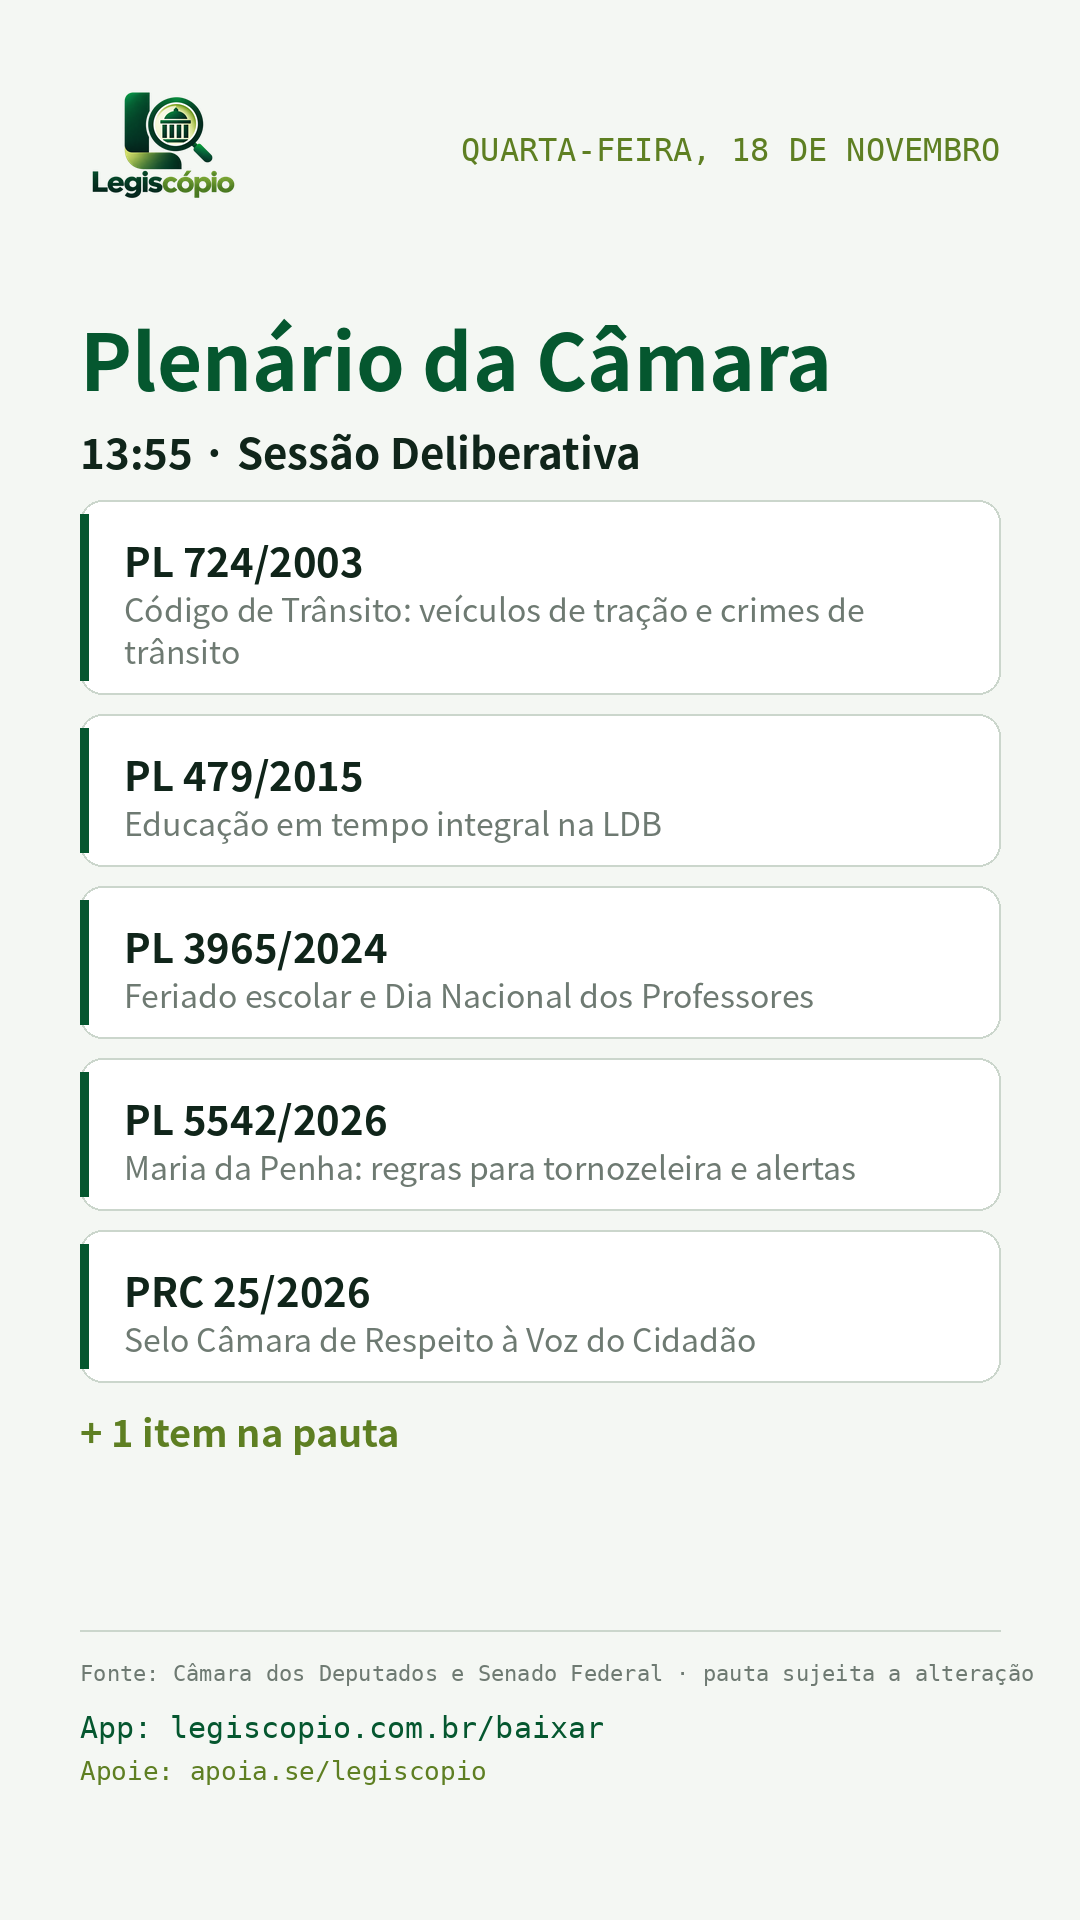 Legiscópio
QUARTA-FEIRA, 18 DE NOVEMBRO
Plenário da Câmara
13:55 · Sessão Deliberativa
PL 724/2003
Código de Trânsito: veículos de tração e crimes de
trânsito
PL 479/2015
Educação em tempo integral na LDB
PL 3965/2024
Feriado escolar e Dia Nacional dos Professores
PL 5542/2026
Maria da Penha: regras para tornozeleira e alertas
PRC 25/2026
Selo Câmara de Respeito à Voz do Cidadão
+ 1 item na pauta
Fonte: Câmara dos Deputados e Senado Federal · pauta sujeita a alteração
App: legiscopio.com.br/baixar
Apoie: apoia.se/legiscopio